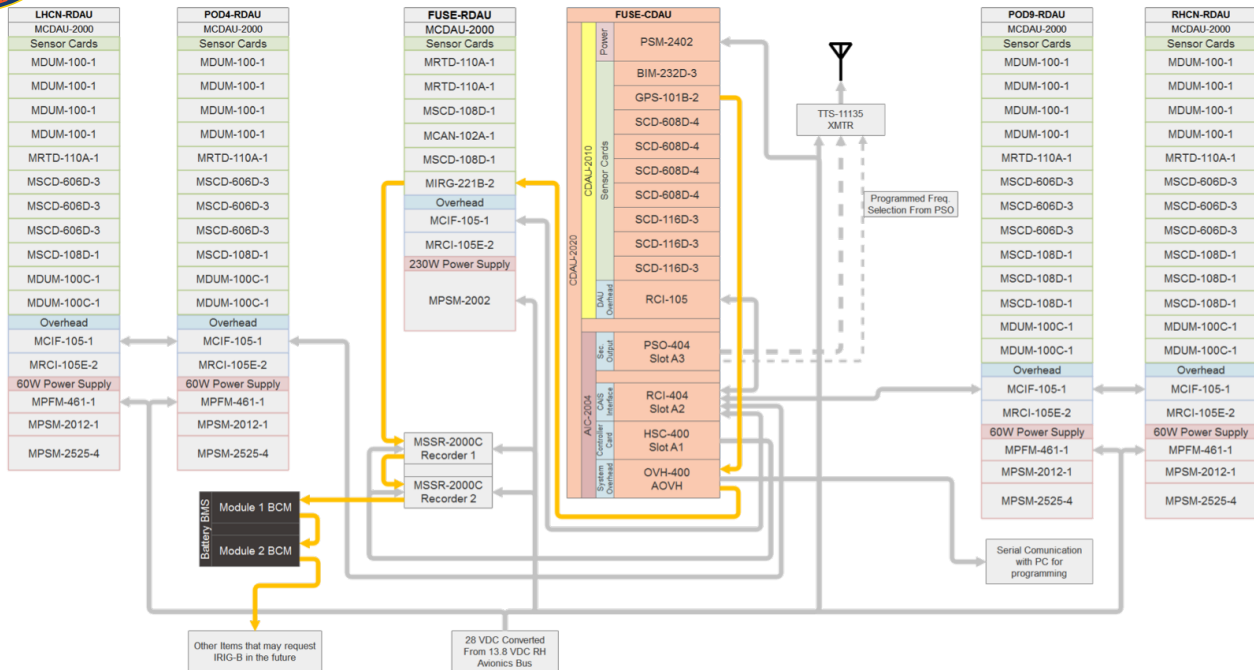 LHCN-RDAU
MCDAU-2000
Sensor Cards
MDUM-100-1
MDUM-100-1
MDUM-100-1
MDUM-100-1
MRTD-110A-1
MSCD-606D-3
MSCD-606D-3
MSCD-606D-3
MSCD-108D-1
MDUM-100C-1
MDUM-100C-1
Overhead
MCIF-105-1
MRCI-105E-2
60W Power Supply
MPFM-461-1
MPSM-2012-1
MPSM-2525-4
POD4-RDAU
MCDAU-2000
Sensor Cards
MDUM-100-1
MDUM-100-1
MDUM-100-1
MDUM-100-1
MRTD-110A-1
MSCD-606D-3
MSCD-606D-3
MSCD-606D-3
MSCD-108D-1
MDUM-100C-1
MDUM-100C-1
Overhead
MCIF-105-1
MRCI-105E-2
60W Power Supply
MPFM-461-1
MPSM-2012-1
MPSM-2525-4
FUSE-RDAU
MCDAU-2000
Sensor Cards
MRTD-110A-1
MRTD-110A-1
MSCD-108D-1
MCAN-102A-1
MSCD-108D-1
MIRG-221B-2
Overhead
MCIF-105-1
MRCI-105E-2
230W Power Supply
MPSM-2002
MSSR-2000C
Recorder 1
MSSR-2000C
Recorder 2
Battery BMS
Module 1 BCM
Module 2 BCM
Other Items that may request
IRIG-B in the future
28 VDC Converted
From 13.8 VDC RH
Avionics Bus
FUSE-CDAU
CDAU-2020
CDAU-2010
Power
PSM-2402
Sensor Cards
BIM-232D-3
GPS-101B-2
SCD-608D-4
SCD-608D-4
SCD-608D-4
SCD-608D-4
SCD-116D-3
SCD-116D-3
SCD-116D-3
DAU
Overhead
RCI-105
AIC-2004
Sec.
Output
PSO-404
Slot A3
CAIS
Interface
RCI-404
Slot A2
Controller
Card
HSC-400
Slot A1
System
Overhead
OVH-400
AOVH
TTS-11135
XMTR
Programmed Freq.
Selection From PSO
Serial Comunication
with PC for
programming
POD9-RDAU
MCDAU-2000
Sensor Cards
MDUM-100-1
MDUM-100-1
MDUM-100-1
MDUM-100-1
MRTD-110A-1
MSCD-606D-3
MSCD-606D-3
MSCD-606D-3
MSCD-108D-1
MSCD-108D-1
MSCD-108D-1
MDUM-100C-1
MDUM-100C-1
Overhead
MCIF-105-1
MRCI-105E-2
60W Power Supply
MPFM-461-1
MPSM-2012-1
MPSM-2525-4
RHCN-RDAU
MCDAU-2000
Sensor Cards
MDUM-100-1
MDUM-100-1
MDUM-100-1
MDUM-100-1
MRTD-110A-1
MSCD-606D-3
MSCD-606D-3
MSCD-606D-3
MSCD-108D-1
MSCD-108D-1
MSCD-108D-1
MDUM-100C-1
MDUM-100C-1
Overhead
MCIF-105-1
MRCI-105E-2
60W Power Supply
MPFM-461-1
MPSM-2012-1
MPSM-2525-4